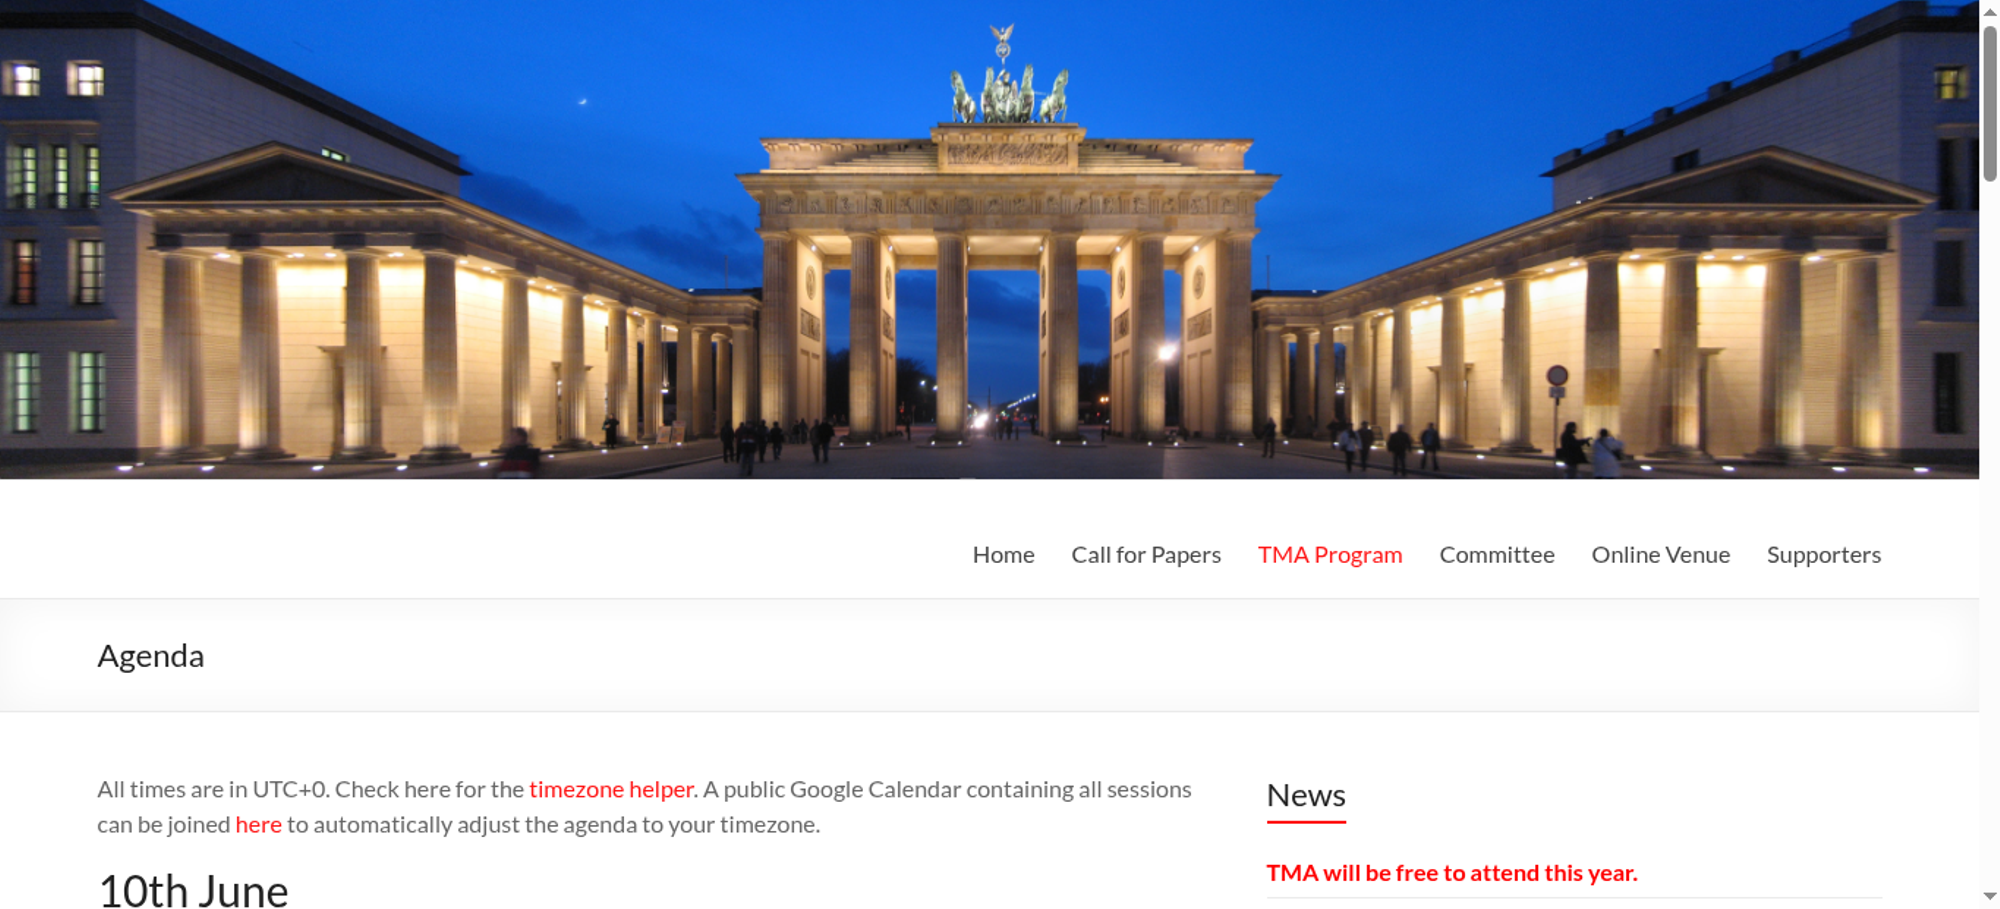 Home Call for Papers TMA Program Committee Online Venue Supporters
Agenda
All times are in UTC+0. Check here for the timezone helper. A public Google Calendar containing all sessions
can be joined here to automatically adjust the agenda to your timezone.
10th June
News
TMA will be free to attend this year.